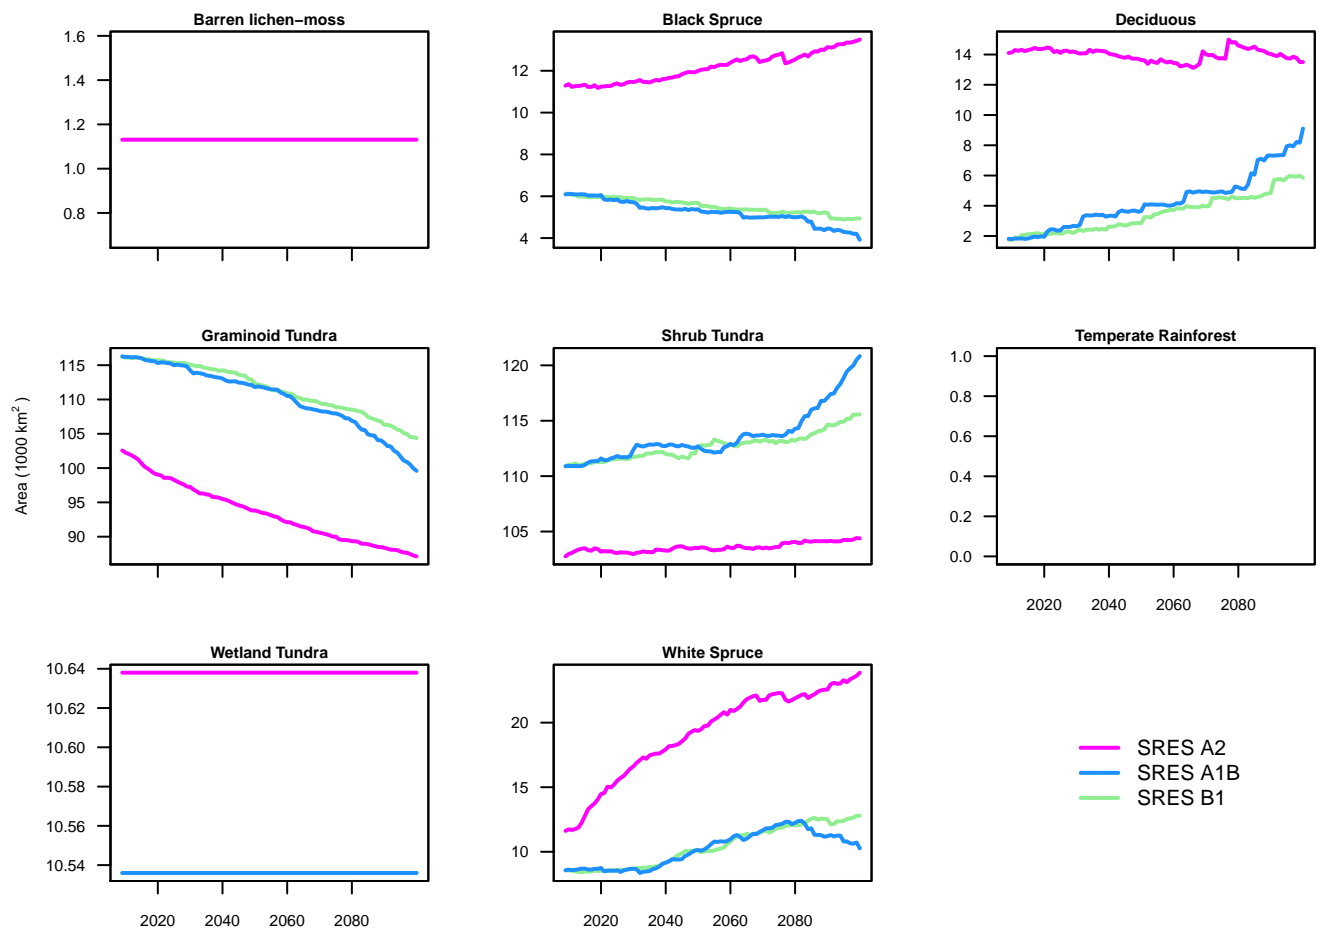 Barren lichen−moss
1.6
1.4
1.2
1.0
0.8
Black Spruce
12
10
8
6
4
Deciduous
14
12
10
8
6
4
2
Area (1000 km²)
Graminoid Tundra
115
110
105
100
95
90
Shrub Tundra
120
115
110
105
Temperate Rainforest
1.0
0.8
0.6
0.4
0.2
0.0
2020 2040 2060 2080
Wetland Tundra
10.64
10.62
10.60
10.58
10.56
10.54
2020 2040 2060 2080
White Spruce
20
15
10
2020 2040 2060 2080
SRES A2
SRES A1B
SRES B1